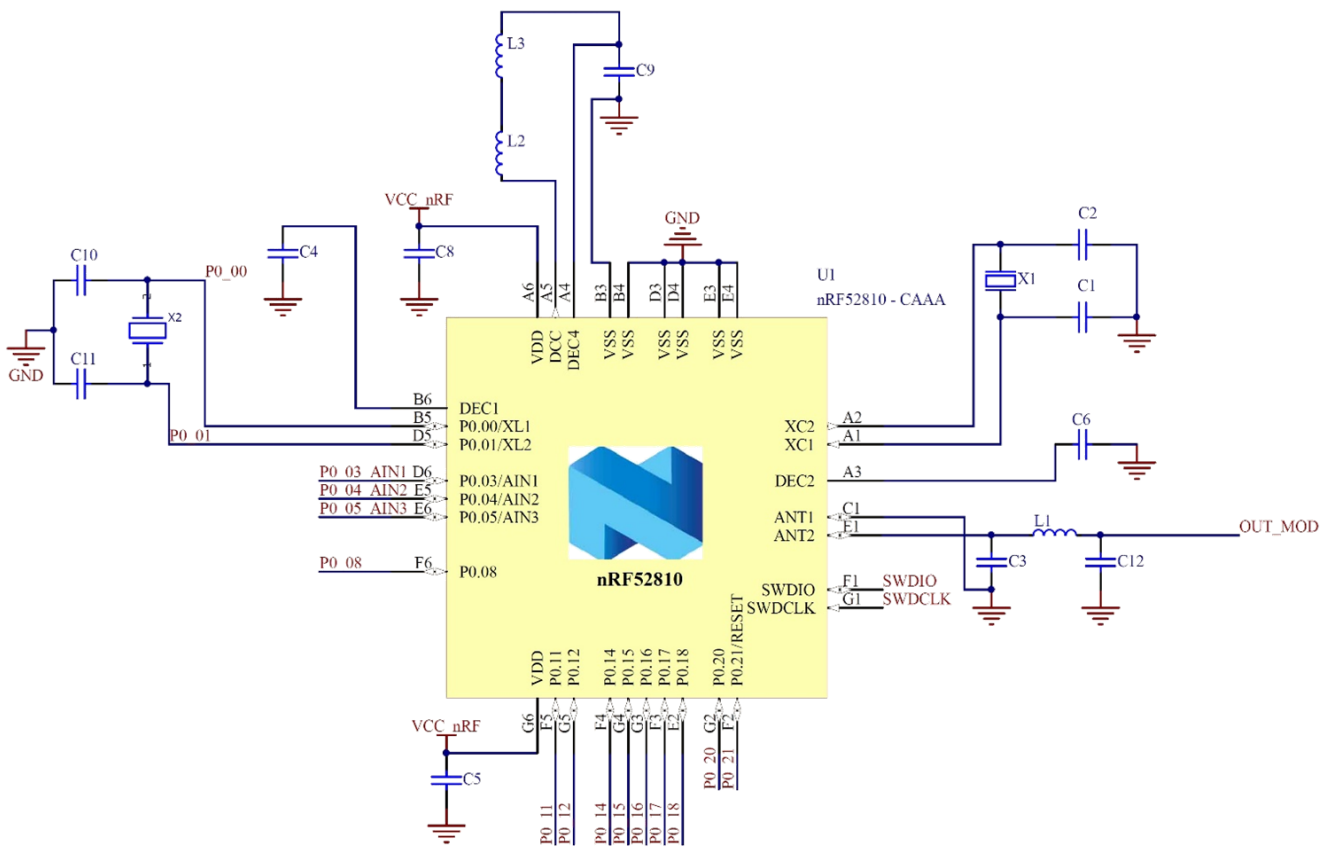 L3
C9
L2
VCC_nRF
GND
C2
C4
C8
C10
P0_00
U1
X1
nRF52810 - CAAA
C1
A6
A5
A4
B3
B4
D3
D4
E3
E4
2
X2
VDD
DCC
DEC4
VSS
VSS
VSS
VSS
VSS
VSS
C11
1
GND
B6
DEC1
B5
P0.00/XL1
XC2
A2
C6
P0_01
D5
P0.01/XL2
XC1
A1
P0_03_AIN1
D6
P0.03/AIN1
DEC2
A3
P0_04_AIN2
E5
P0.04/AIN2
P0_05_AIN3
E6
P0.05/AIN3
ANT1
C1
ANT2
E1
L1
OUT_MOD
C3
C12
P0_08
F6
P0.08
nRF52810
SWDIO
F1
SWDIO
SWDCLK
G1
SWDCLK
VDD
P0.11
P0.12
P0.14
P0.15
P0.16
P0.17
P0.18
P0.20
P0.21/RESET
VCC_nRF
G6
F5
G5
F4
G4
G3
F3
E2
G2
F2
C5
P0_20
P0_21
P0_11
P0_12
P0_14
P0_15
P0_16
P0_17
P0_18